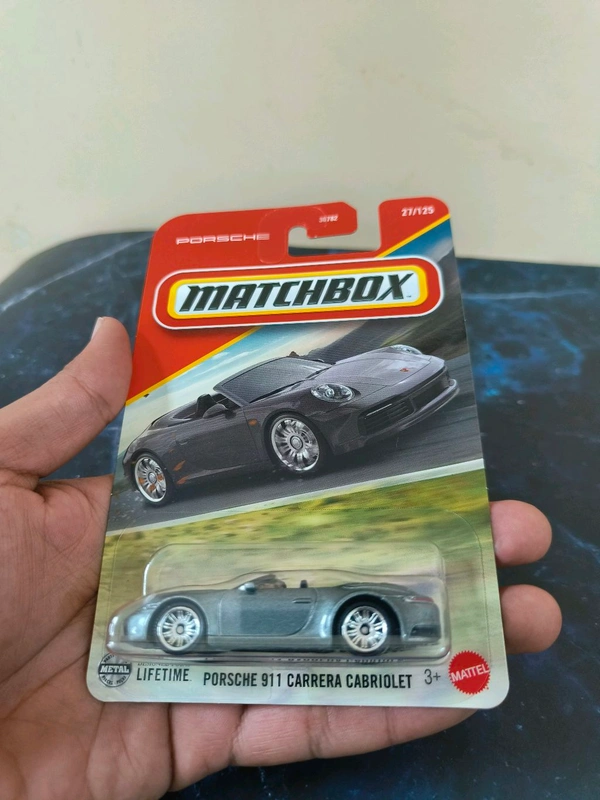 PORSCHE
27/125
MATCHBOX
METAL
LIFETIME
PORSCHE 911 CARRERA CABRIOLET
3+
MATTEL